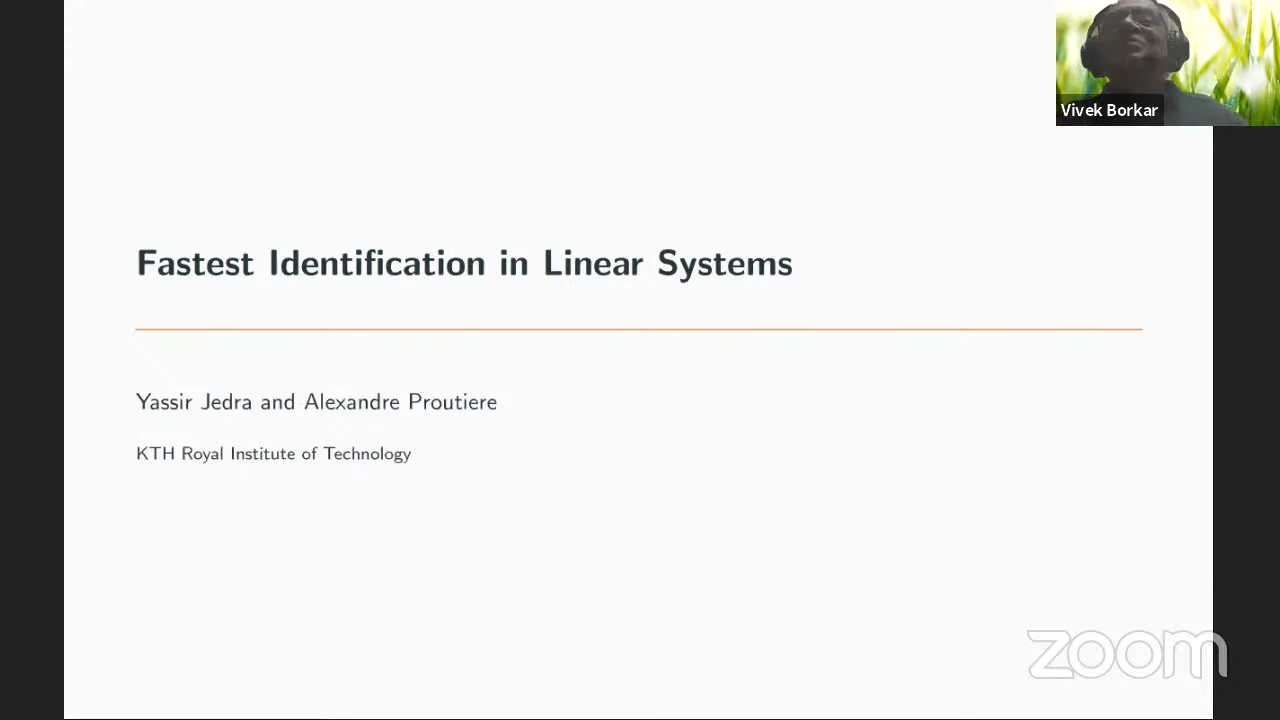 Vivek Borkar
Fastest Identification in Linear Systems
Yassir Jedra and Alexandre Proutiere
KTH Royal Institute of Technology
zoom